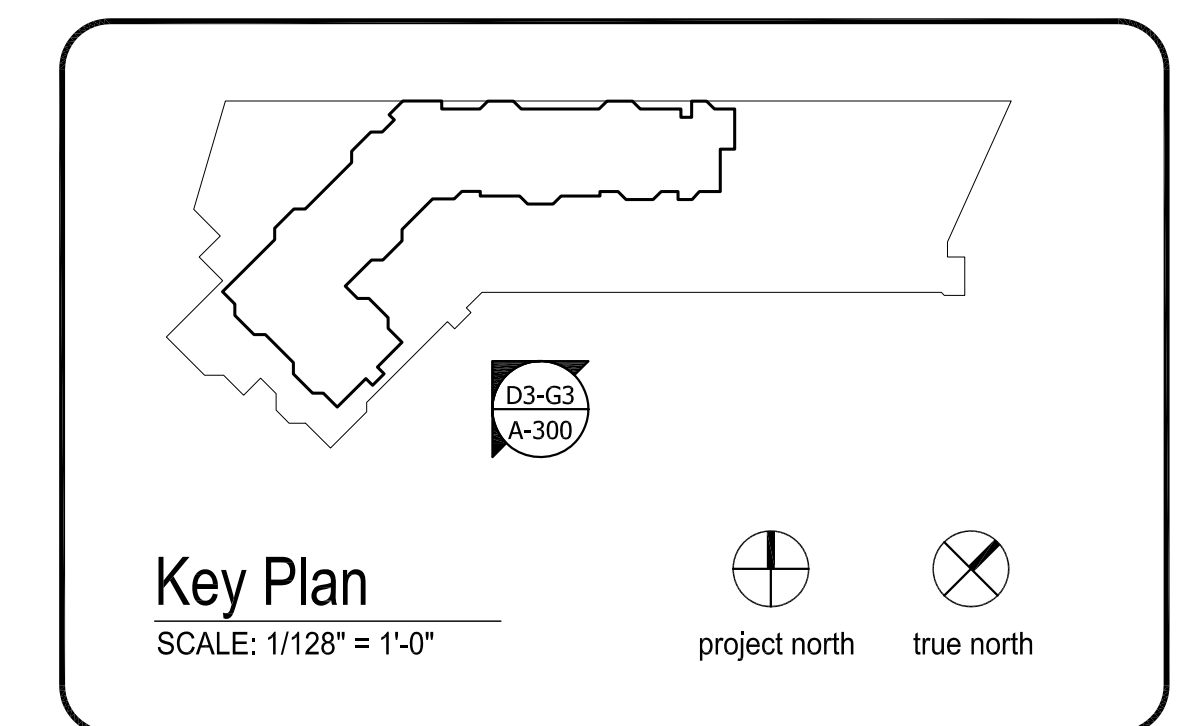 D3-G3
A-300
Key Plan
SCALE: 1/128" = 1'-0"
project north
true north